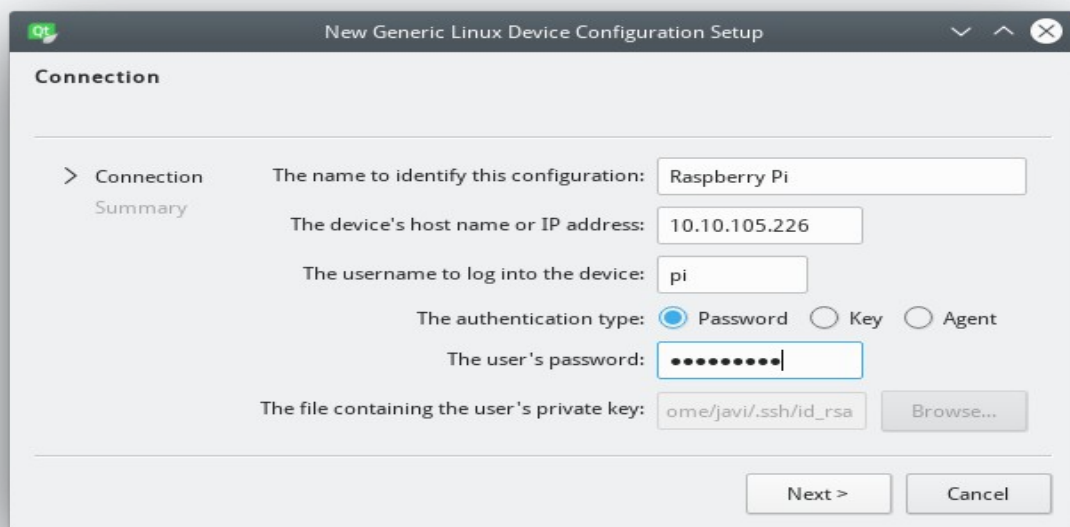 Qt
New Generic Linux Device Configuration Setup
Connection
Connection
Summary
The name to identify this configuration: Raspberry Pi
The device's host name or IP address: 10.10.105.226
The username to log into the device: pi
The authentication type: Password Key Agent
The user's password: •••••••••
The file containing the user's private key: ome/javi/.ssh/id_rsa Browse...
Next > Cancel